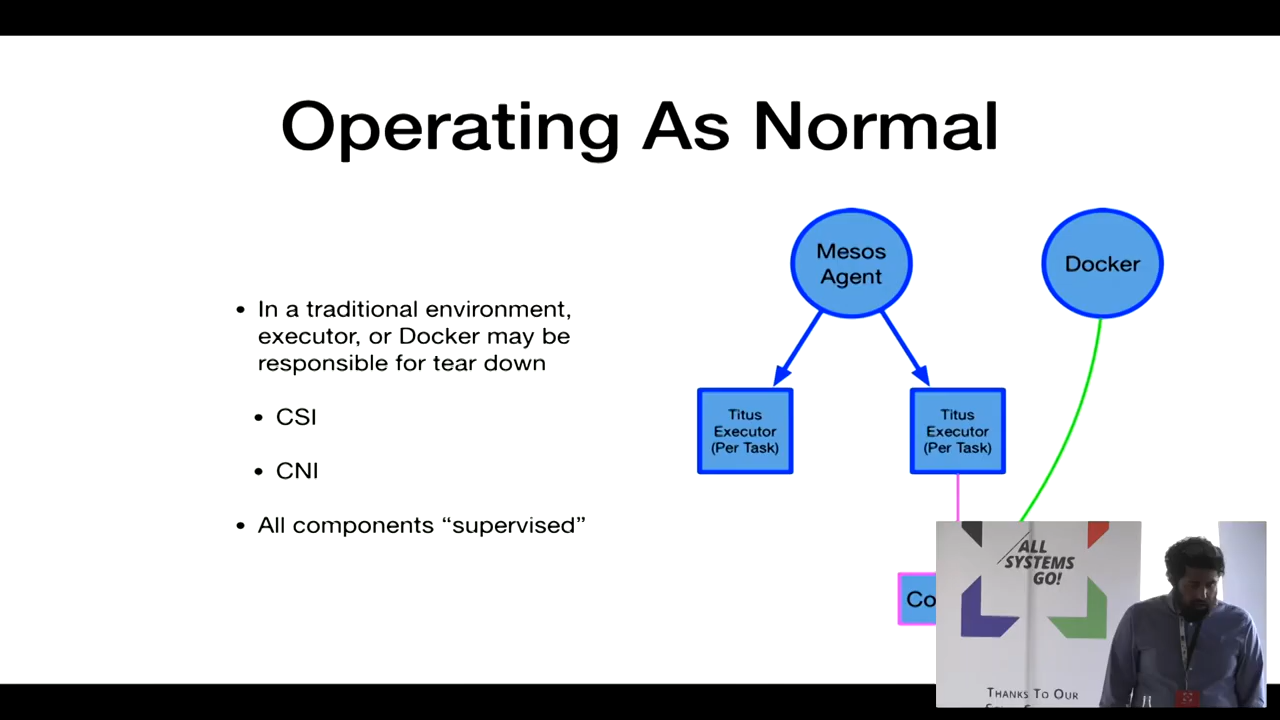 Operating As Normal
• In a traditional environment,
executor, or Docker may be
responsible for tear down
• CSI
• CNI
• All components “supervised”
Mesos
Agent
Docker
Titus
Executor
(Per Task)
Titus
Executor
(Per Task)
Co
ALL
SYSTEMS
GO!
THANKS TO OUR